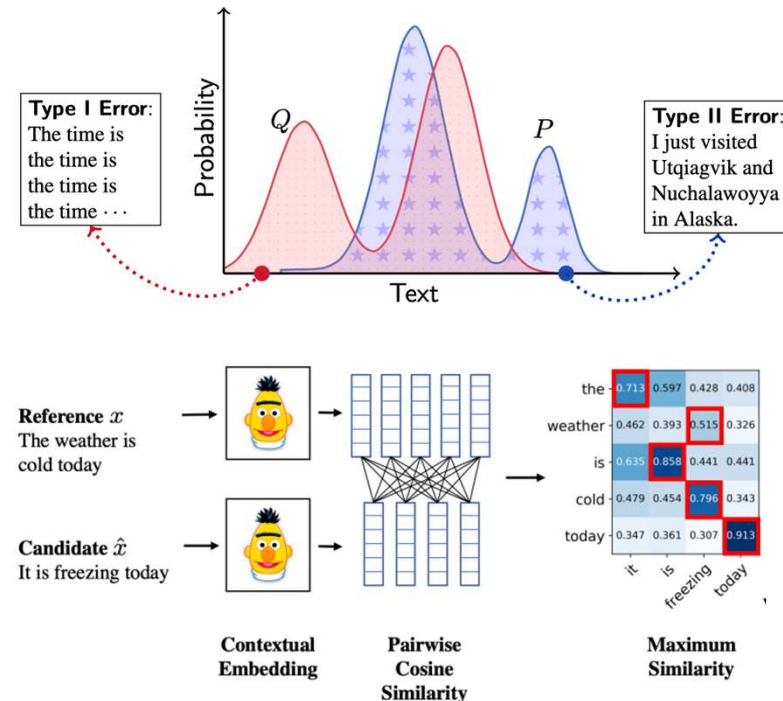 Probability
Text
Q
P
Type I Error:
The time is
the time is
the time is
the time ···
Type II Error:
I just visited
Utqiagvik and
Nuchalawoyya
in Alaska.
Reference x
The weather is
cold today
Candidate x̂
It is freezing today
Contextual
Embedding
Pairwise
Cosine
Similarity
the 0.713 0.597 0.428 0.408
weather 0.462 0.393 0.515 0.326
is 0.635 0.858 0.441 0.441
cold 0.479 0.454 0.796 0.343
today 0.347 0.361 0.307 0.913
it is freezing today
Maximum
Similarity